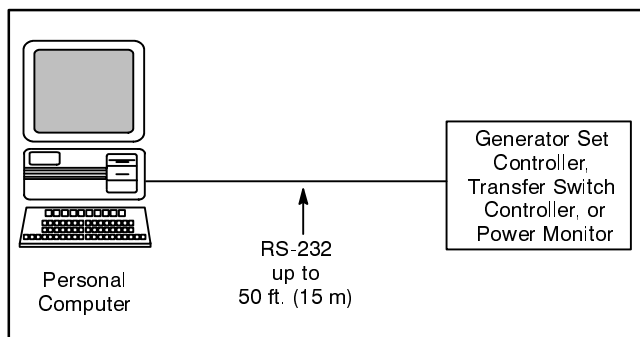 Personal
Computer
RS-232
up to
50 ft. (15 m)
Generator Set
Controller,
Transfer Switch
Controller, or
Power Monitor